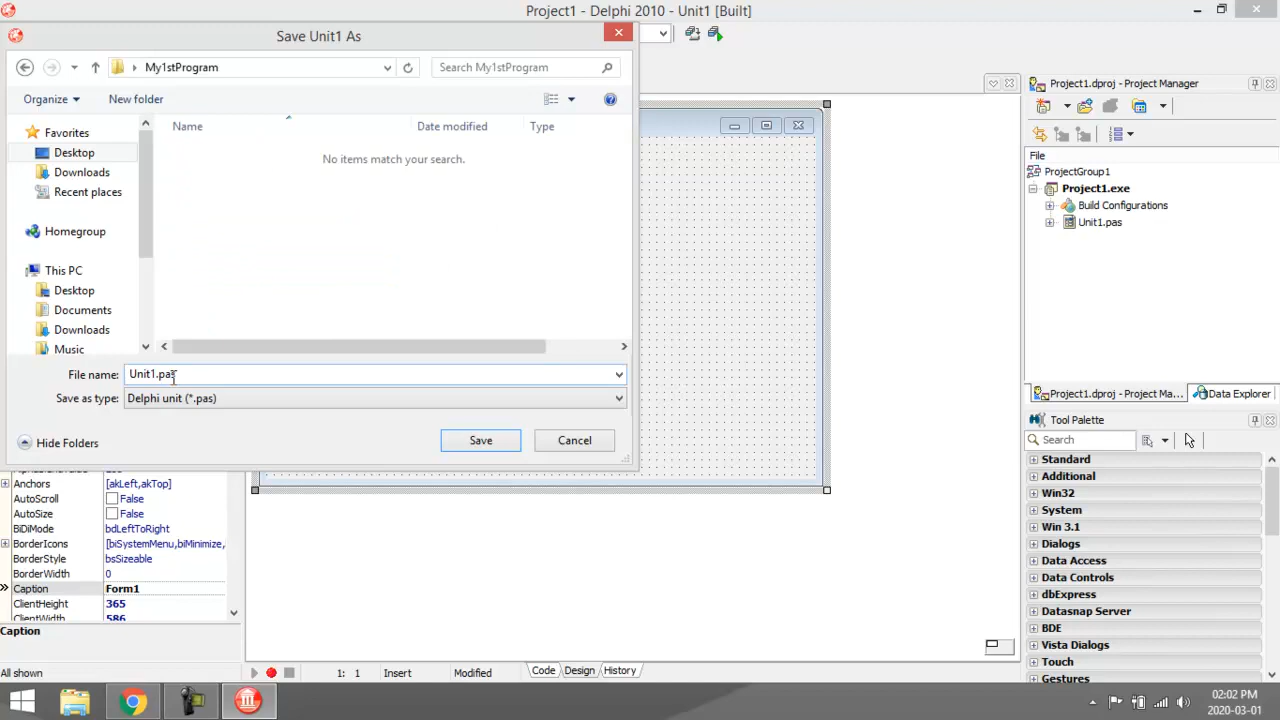 Project1 - Delphi 2010 - Unit1 [Built]
Save Unit1 As
My1stProgram
Search My1stProgram
Organize
New folder
Name
Date modified
Type
No items match your search.
Favorites
Desktop
Downloads
Recent places
Homegroup
This PC
Desktop
Documents
Downloads
Music
File name:
Unit1.pas
Save as type:
Delphi unit (*.pas)
Hide Folders
Save
Cancel
Project1.dproj - Project Manager
File
ProjectGroup1
Project1.exe
Build Configurations
Unit1.pas
Project1.dproj - Project Ma...
Data Explorer
Tool Palette
Search
Standard
Additional
Win32
System
Win 3.1
Dialogs
Data Access
Data Controls
dbExpress
Datasnap Server
BDE
Vista Dialogs
Touch
Gestures
Anchors [akLeft,akTop]
AutoScroll False
AutoSize False
BiDiMode bdLeftToRight
BorderIcons [biSystemMenu,biMinimize,
BorderStyle bsSizeable
BorderWidth 0
Caption Form1
ClientHeight 365
ClientWidth 586
Caption
All shown
1: 1
Insert
Modified
Code
Design
History
02:02 PM
2020-03-01